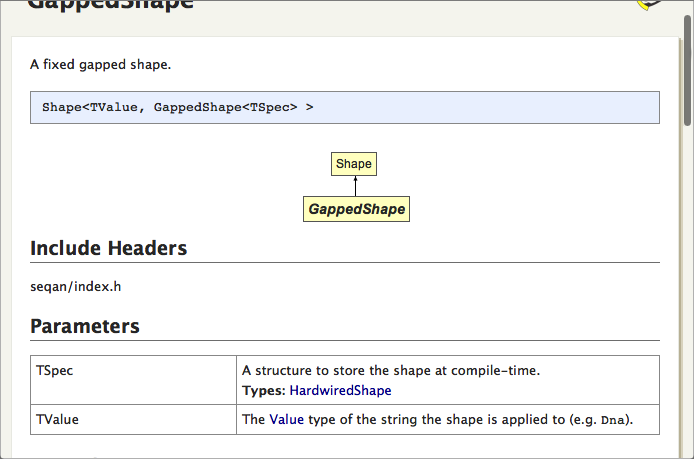 GappedShape
A fixed gapped shape.
Shape<TValue, GappedShape<TSpec> >
Shape
GappedShape
Include Headers
seqan/index.h
Parameters
TSpec
A structure to store the shape at compile-time.
Types: HardwiredShape
TValue
The Value type of the string the shape is applied to (e.g. Dna).